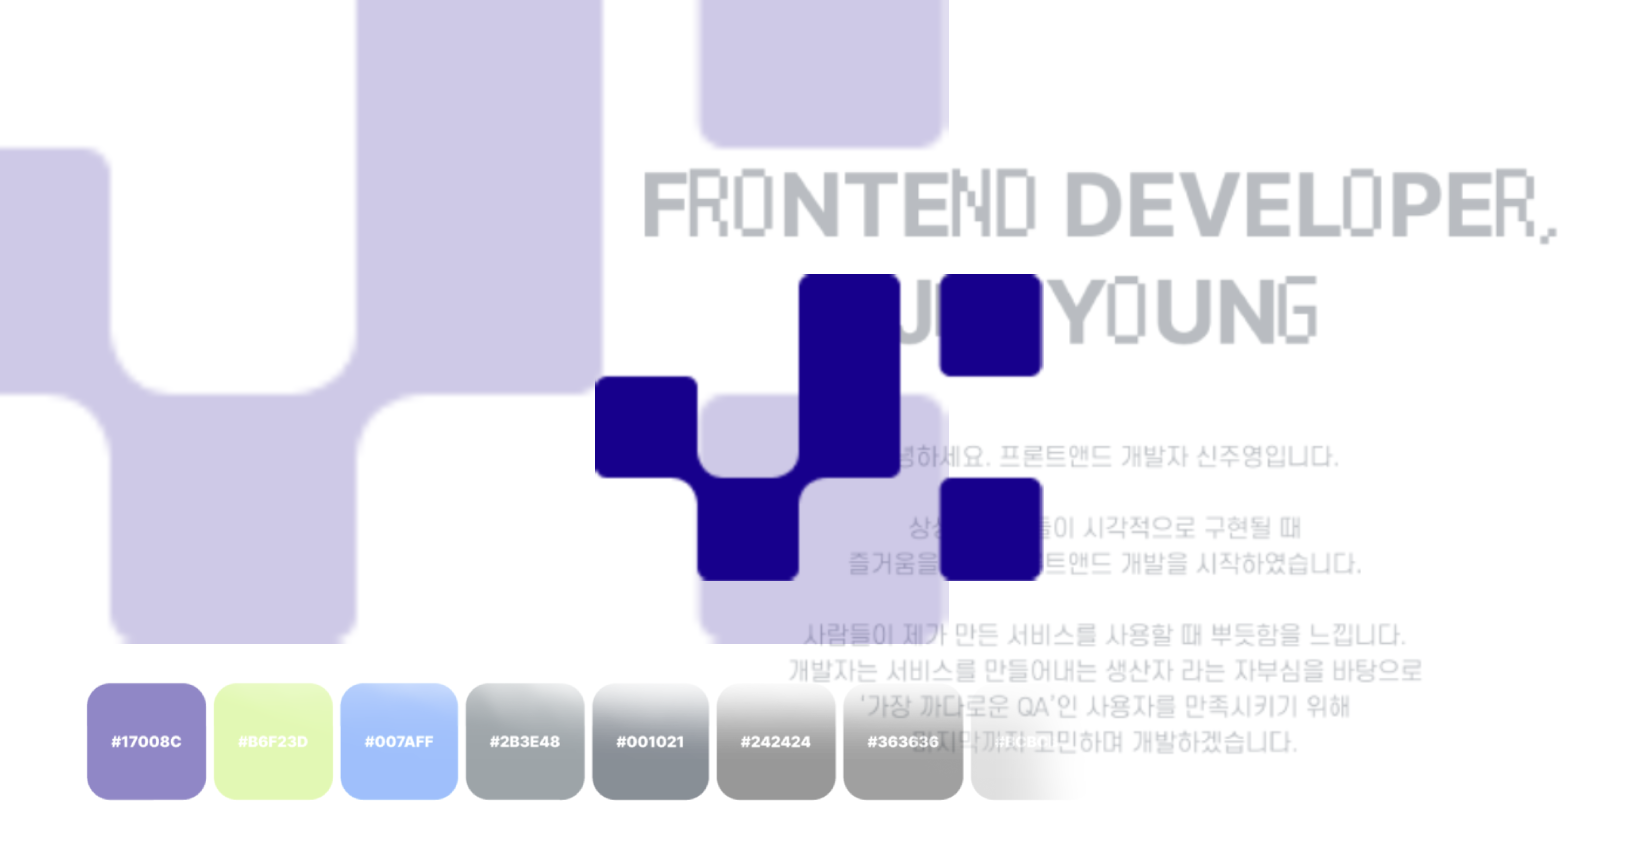 FRONTEND DEVELOPER,
YOUNG
하세요. 프론트앤드 개발자 신주영입니다.
들이 시각적으로 구현될 때
즐거움을 트앤드 개발을 시작하였습니다.
사람들이 제가 만든 서비스를 사용할 때 뿌듯함을 느낍니다.
개발자는 서비스를 만들어내는 생산자 라는 자부심을 바탕으로
'가장 까다로운 QA'인 사용자를 만족시키기 위해
마지막까지 고민하며 개발하겠습니다.
#17008C #B6F23D #007AFF #2B3E48 #001021 #242424 #363636